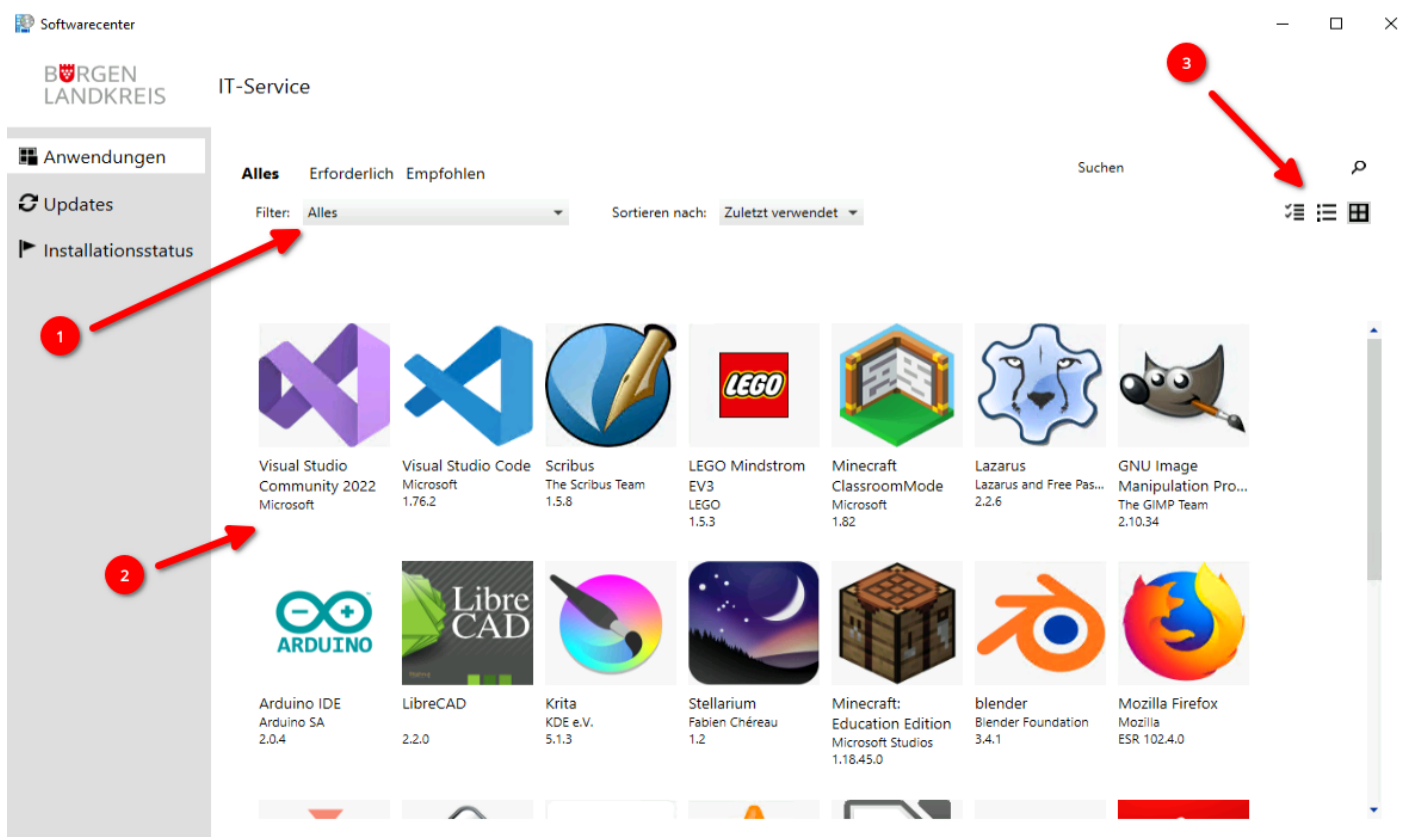 Softwarecenter
BURGEN
LANDKREIS
IT-Service
3
Anwendungen
Updates
Installationsstatus
Alles Erforderlich Empfohlen
Suchen
Filter: Alles
Sortieren nach: Zuletzt verwendet
1
2
LEGO
Visual Studio
Community 2022
Microsoft
Visual Studio Code
Microsoft
1.76.2
Scribus
The Scribus Team
1.5.8
LEGO Mindstrom
EV3
LEGO
1.5.3
Minecraft
ClassroomMode
Microsoft
1.82
Lazarus
Lazarus and Free Pas...
2.2.6
GNU Image
Manipulation Pro...
The GIMP Team
2.10.34
ARDUINO
Libre
CAD
Arduino IDE
Arduino SA
2.0.4
LibreCAD
2.2.0
Krita
KDE e.V.
5.1.3
Stellarium
Fabien Chéreau
1.2
Minecraft:
Education Edition
Microsoft Studios
1.18.45.0
blender
Blender Foundation
3.4.1
Mozilla Firefox
Mozilla
ESR 102.4.0